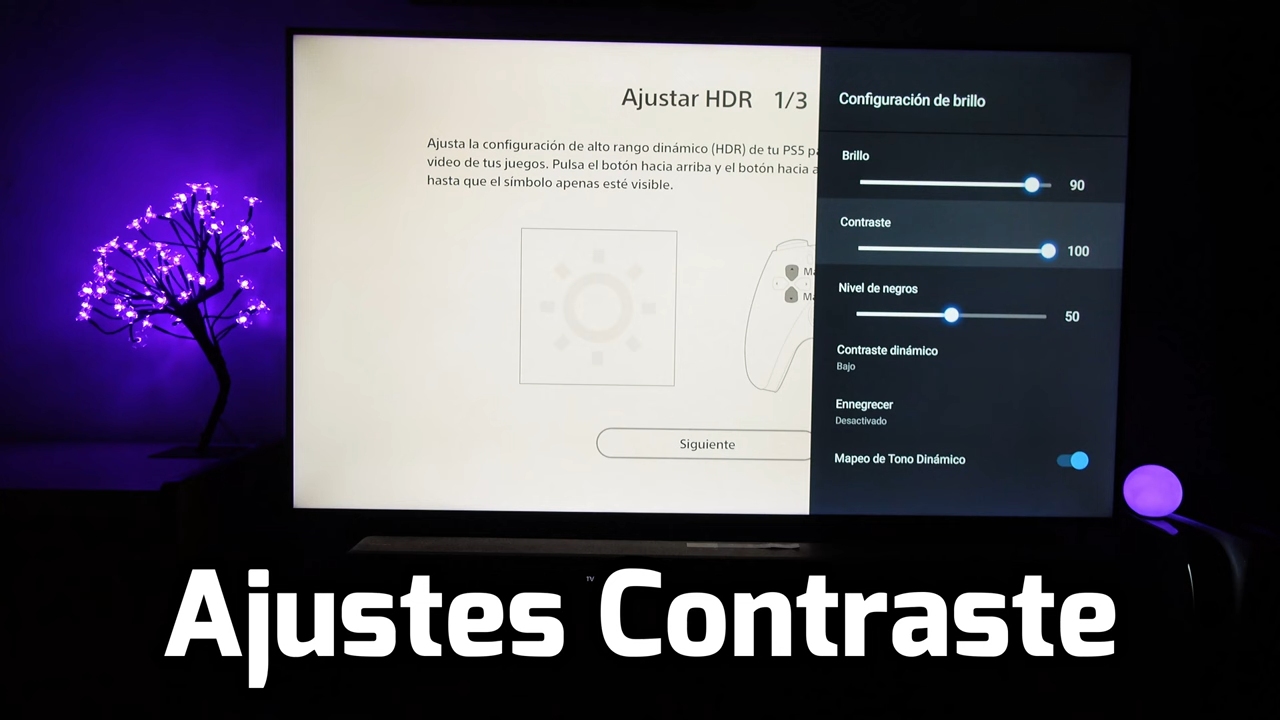 Ajustar HDR 1/3
Ajusta la configuración de alto rango dinámico (HDR) de tu PS5 p
video de tus juegos. Pulsa el botón hacia arriba y el botón hacia a
hasta que el símbolo apenas esté visible.
Siguiente
Configuración de brillo
Brillo
90
Contraste
100
Nivel de negros
50
Contraste dinámico
Bajo
Ennegrecer
Desactivado
Mapeo de Tono Dinámico
TV
Ajustes Contraste